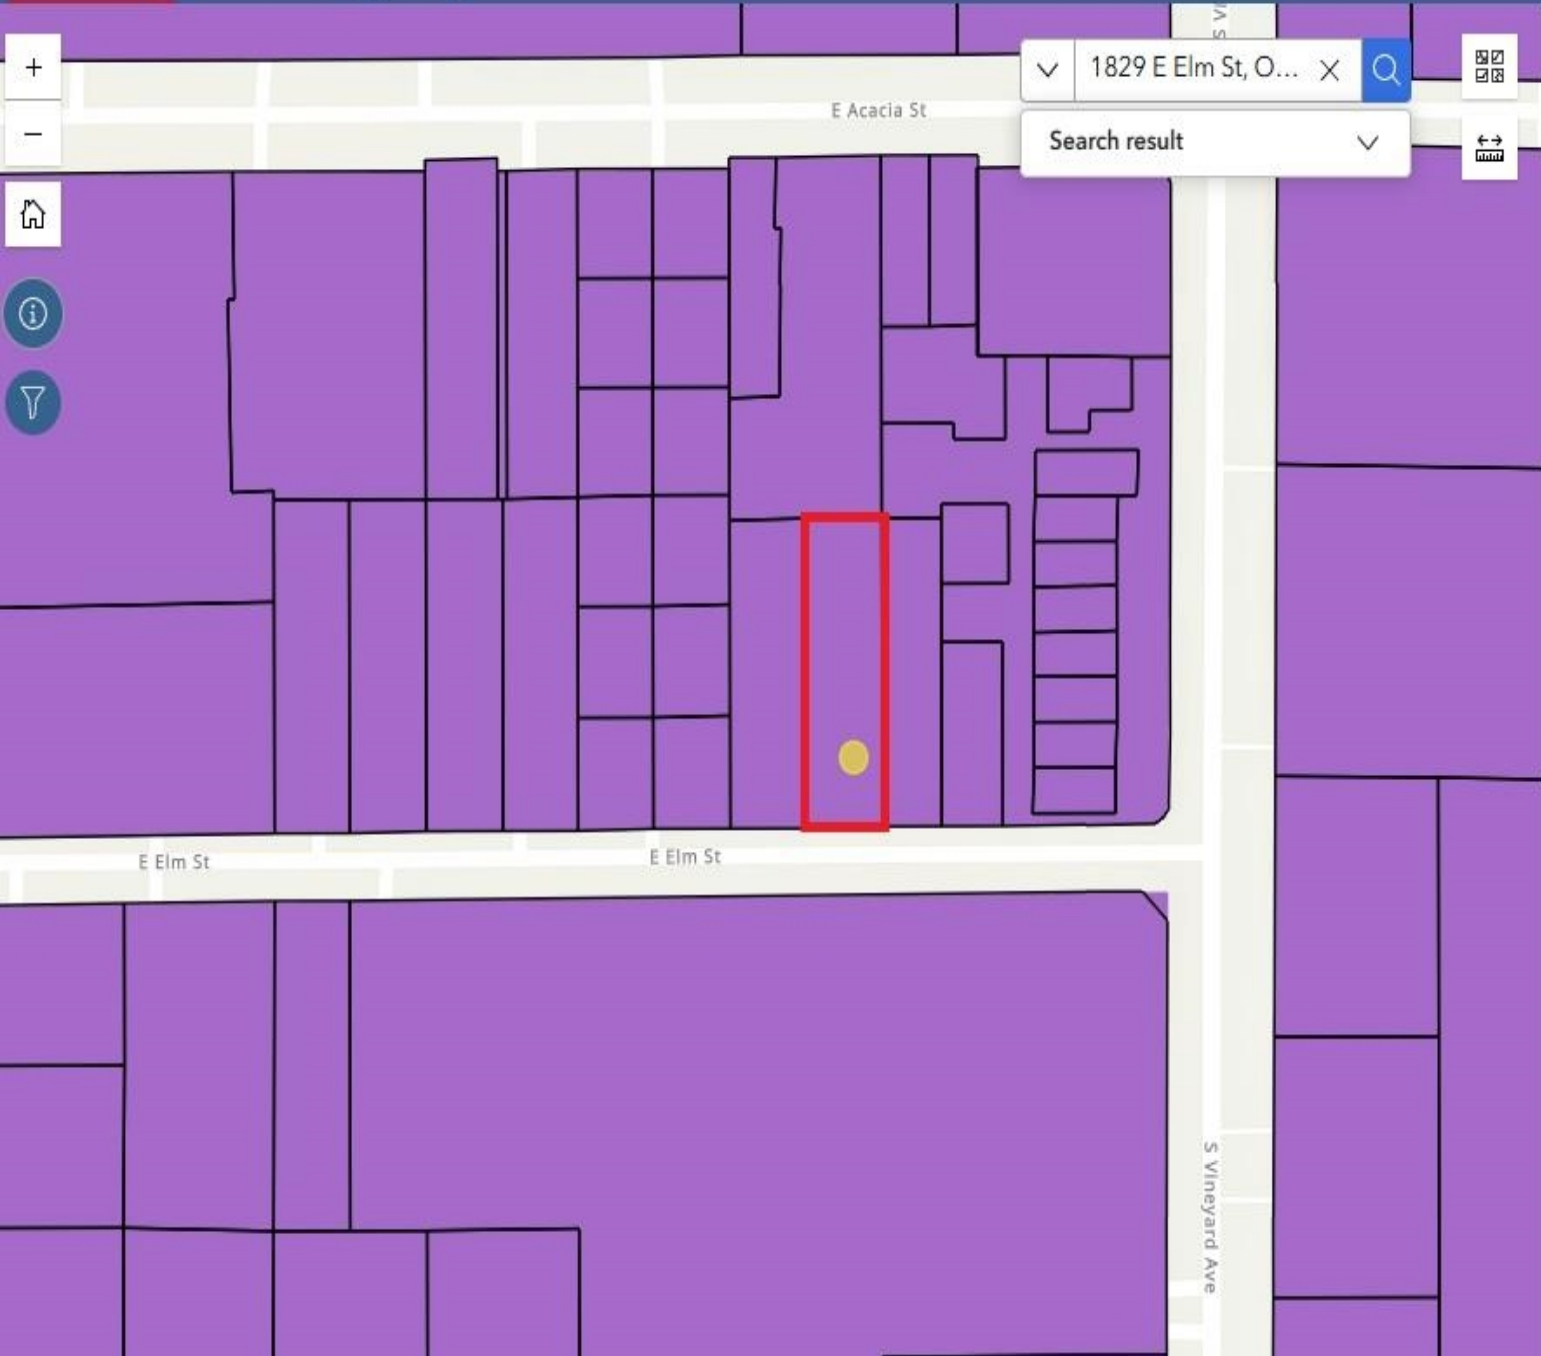 +
1829 E Elm St, O...
−
E Acacia St
Search result
E Elm St
E Elm St
S Vineyard Ave